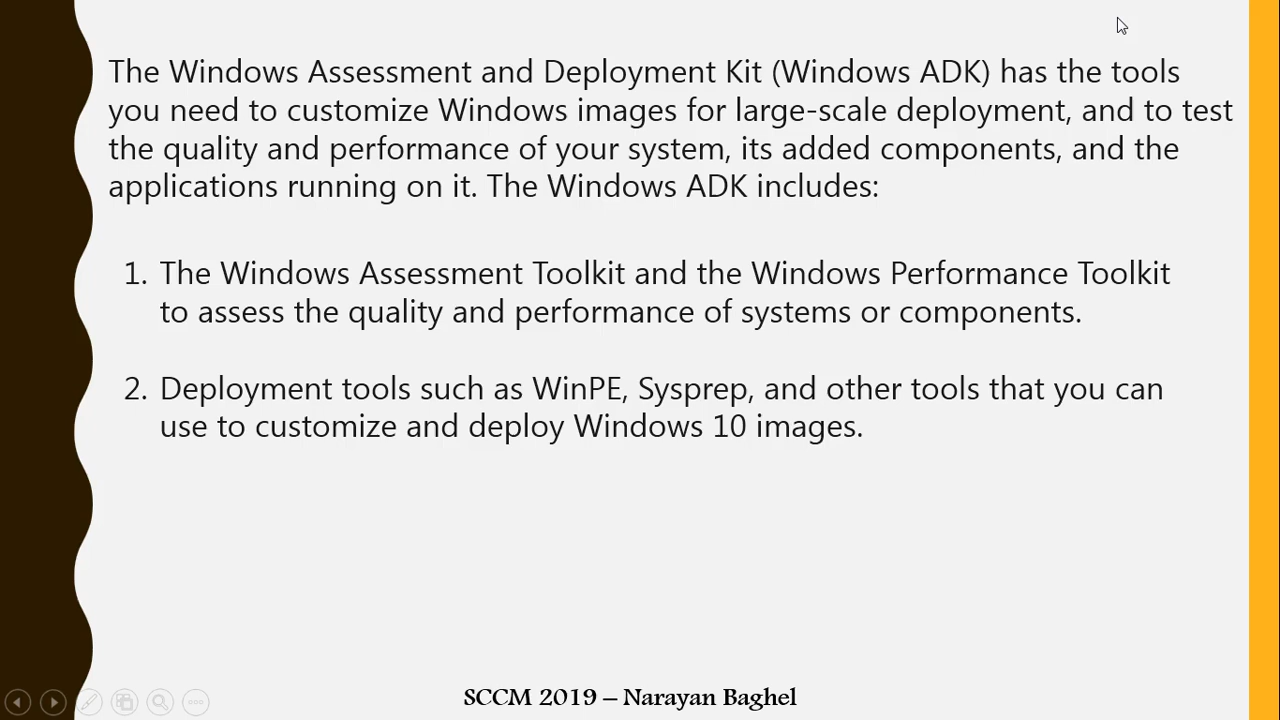 The Windows Assessment and Deployment Kit (Windows ADK) has the tools
you need to customize Windows images for large-scale deployment, and to test
the quality and performance of your system, its added components, and the
applications running on it. The Windows ADK includes:
1. The Windows Assessment Toolkit and the Windows Performance Toolkit
to assess the quality and performance of systems or components.
2. Deployment tools such as WinPE, Sysprep, and other tools that you can
use to customize and deploy Windows 10 images.
SCCM 2019 – Narayan Baghel